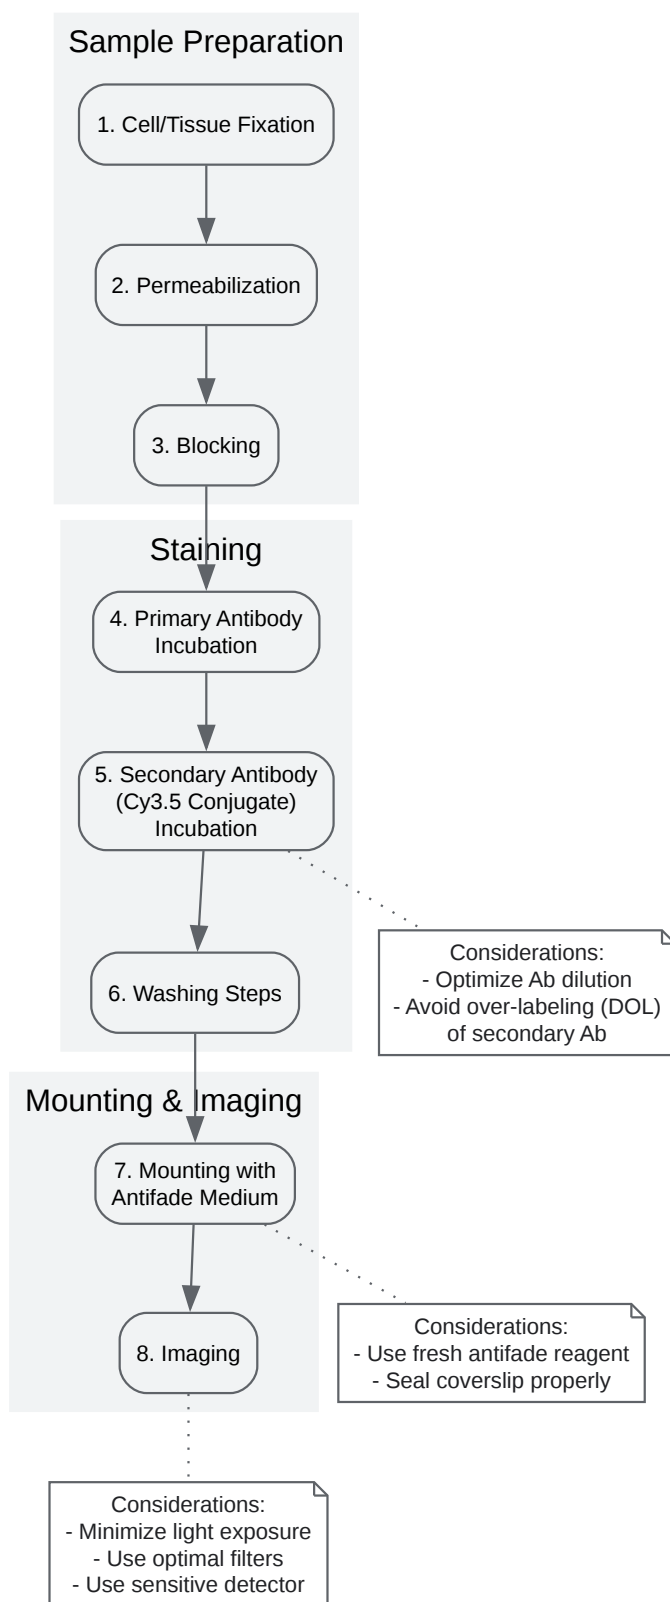 Sample Preparation
1. Cell/Tissue Fixation
2. Permeabilization
3. Blocking
Staining
4. Primary Antibody
Incubation
5. Secondary Antibody
(Cy3.5 Conjugate)
Incubation
Considerations:
- Optimize Ab dilution
- Avoid over-labeling (DOL)
of secondary Ab
6. Washing Steps
Mounting & Imaging
7. Mounting with
Antifade Medium
Considerations:
- Use fresh antifade reagent
- Seal coverslip properly
8. Imaging
Considerations:
- Minimize light exposure
- Use optimal filters
- Use sensitive detector